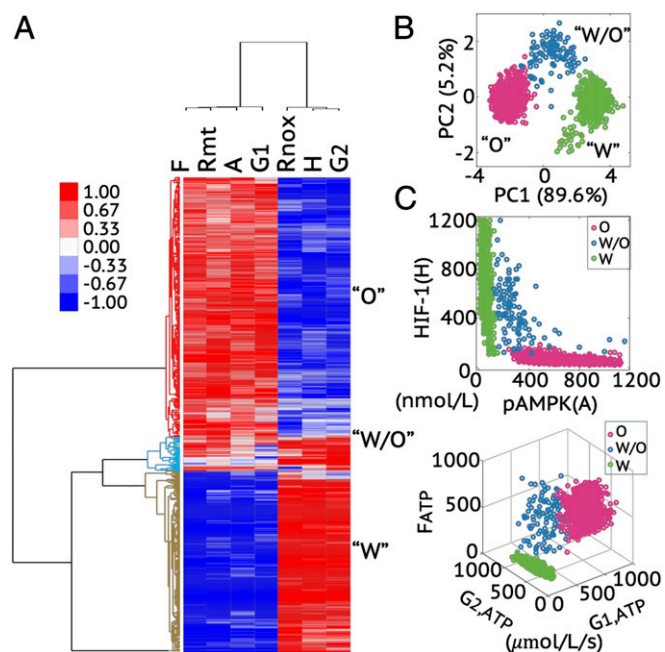 A
F Rmt A G1 Rnox H G2
1.00
0.67
0.33
0.00
-0.33
-0.67
-1.00
“O”
“W/O”
“W”
B
PC2 (5.2%)
2
0
-2
“W/O”
“O”
“W”
-4 0 4
PC1 (89.6%)
C
HIF-1(H)
1200
800
400
0
O
W/O
W
0 400 800 1200
(nmol/L) pAMPK(A)
FATP
1000
500
0
O
W/O
W
1000
500
0
500
1000
G2,ATP
G1,ATP
(μmol/L/s)